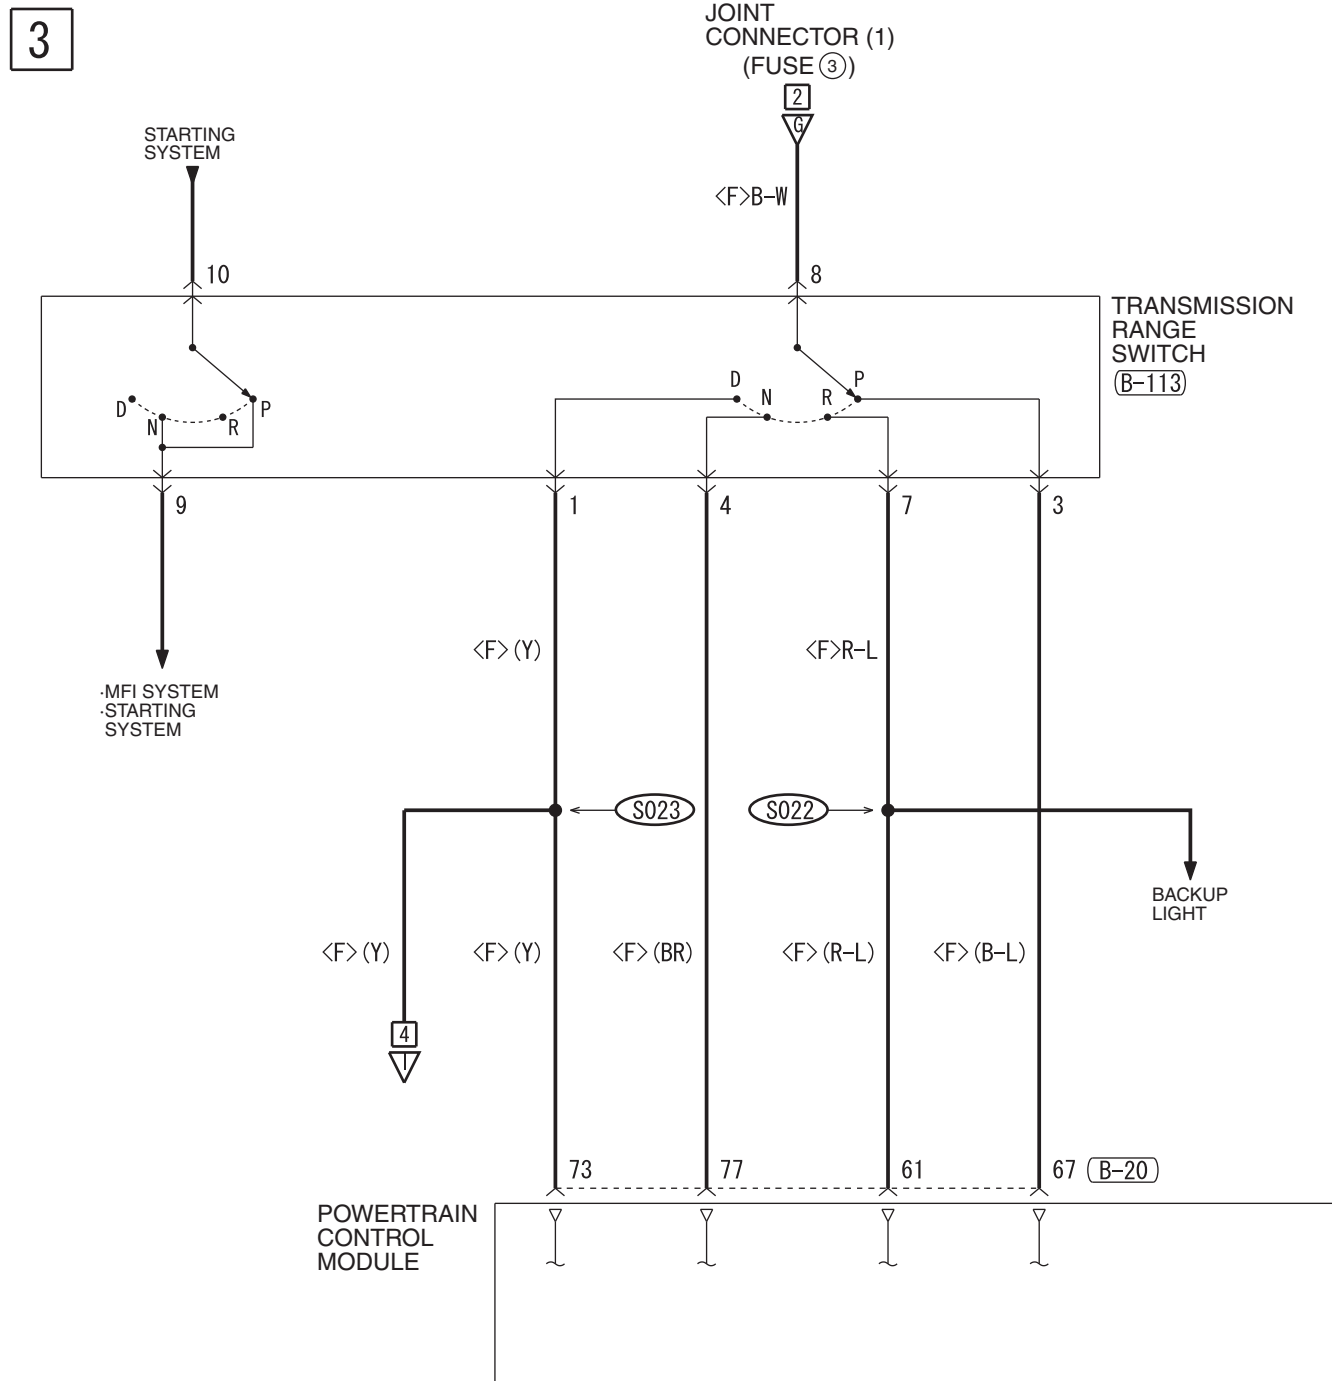 3
JOINT
CONNECTOR (1)
(FUSE ③)
2
G
STARTING
SYSTEM
<F>B-W
10
8
TRANSMISSION
RANGE
SWITCH
(B-113)
D
N
R
P
D
N
R
P
9
1
4
7
3
<F>(Y)
<F>R-L
·MFI SYSTEM
·STARTING
SYSTEM
S023
S022
BACKUP
LIGHT
<F>(Y)
<F>(Y)
<F>(BR)
<F>(R-L)
<F>(B-L)
4
I
73
77
61
67
(B-20)
POWERTRAIN
CONTROL
MODULE